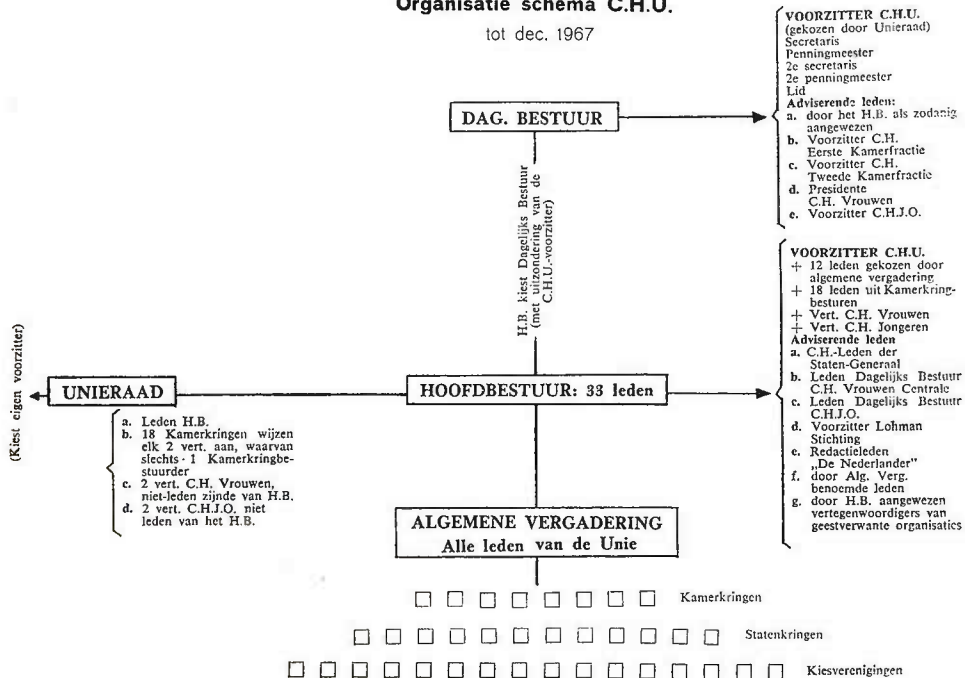 Organisatie schema C.H.U.
tot dec. 1967
DAG. BESTUUR
VOORZITTER C.H.U.
(gekozen door Unieraad)
Secretaris
Penningmeester
2e secretaris
2e penningmeester
Lid
Adviserende leden:
a. door het H.B. als zodanig
aangewezen
b. Voorzitter C.H.
Eerste Kamerfractie
c. Voorzitter C.H.
Tweede Kamerfractie
d. Presidente
C.H. Vrouwen
e. Voorzitter C.H.J.O.
H.B. kiest Dagelijks Bestuur
(met uitzondering van de
C.H.U.-voorzitter)
(Kiest eigen voorzitter)
UNIERAAD
a. Leden H.B.
b. 18 Kamerkringen wijzen
elk 2 vert. aan, waarvan
slechts 1 Kamerkringbe-
stuurder
c. 2 vert. C.H. Vrouwen,
niet-leden zijnde van H.B.
d. 2 vert. C.H.J.O. niet
leden van het H.B.
HOOFDBESTUUR: 33 leden
VOORZITTER C.H.U.
+ 12 leden gekozen door
algemene vergadering
+ 18 leden uit Kamerkring-
besturen
+ Vert. C.H. Vrouwen
+ Vert. C.H. Jongeren
Adviserende leden
a. C.H.-Leden der
Staten-Generaal
b. Leden Dagelijks Bestuur
C.H. Vrouwen Centrale
c. Leden Dagelijks Bestuur
C.H.J.O.
d. Voorzitter Lohman
Stichting
e. Redactieleden
„De Nederlander"
f. door Alg. Verg.
benoemde leden
g. door H.B. aangewezen
vertegenwoordigers van
geestverwante organisaties
ALGEMENE VERGADERING
Alle leden van de Unie
Kamerkringen
Statenkringen
Kiesverenigingen